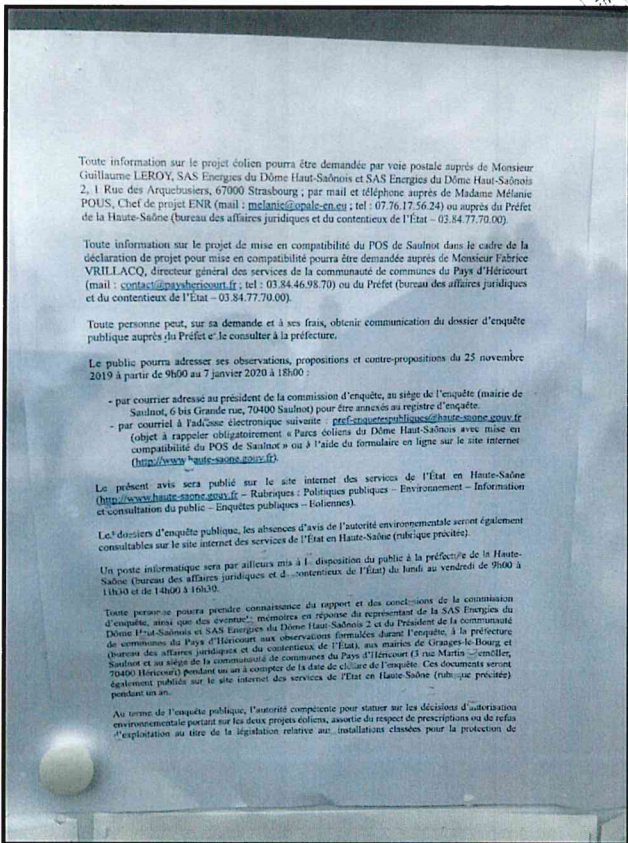 Toute information sur le projet éolien pourra être demandée par voie postale auprès de Monsieur
Guillaume LEROY, SAS Energies du Dôme Haut-Saônois et SAS Energies du Dôme Haut-Saônois
2, 1 Rue des Arquebusiers, 67000 Strasbourg ; par mail et téléphone auprès de Madame Mélanie
POUS, Chef de projet ENR (mail : melanie@opale-en.eu ; tel : 07.76.17.56.24) ou auprès du Préfet
de la Haute-Saône (bureau des affaires juridiques et du contentieux de l'État – 03.84.77.70.00).
Toute information sur le projet de mise en compatibilité du POS de Saulnot dans le cadre de la
déclaration de projet pour mise en compatibilité pourra être demandée auprès de Monsieur Fabrice
VRILLACQ, directeur général des services de la communauté de communes du Pays d'Héricourt
(mail : contact@payshericourt.fr ; tel : 03.84.46.98.70) ou du Préfet (bureau des affaires juridiques
et du contentieux de l'État – 03.84.77.70.00).
Toute personne peut, sur sa demande et à ses frais, obtenir communication du dossier d'enquête
publique auprès du Préfet et le consulter à la préfecture.
Le public pourra adresser ses observations, propositions et contre-propositions du 25 novembre
2019 à partir de 9h00 au 7 janvier 2020 à 18h00 :
- par courrier adressé au président de la commission d'enquête, au siège de l'enquête (mairie de
Saulnot, 6 bis Grande rue, 70400 Saulnot) pour être annexés au registre d'enquête.
- par courriel à l'adresse électronique suivante : pref-enquetespubliques@haute-saone.gouv.fr
(objet à rappeler obligatoirement « Parcs éoliens du Dôme Haut-Saônois avec mise en
compatibilité du POS de Saulnot » ou à l'aide du formulaire en ligne sur le site internet
(http://www.haute-saone.gouv.fr).
Le présent avis sera publié sur le site internet des services de l'État en Haute-Saône
(http://www.haute-saone.gouv.fr – Rubriques : Politiques publiques – Environnement – Information
et consultation du public – Enquêtes publiques – Eoliennes).
Les dossiers d'enquête publique, les absences d'avis de l'autorité environnementale seront également
consultables sur le site internet des services de l'État en Haute-Saône (rubrique précitée).
Un poste informatique sera par ailleurs mis à la disposition du public à la préfecture de la Haute-
Saône (bureau des affaires juridiques et du contentieux de l'État) du lundi au vendredi de 9h00 à
11h30 et de 14h00 à 16h30.
Toute personne pourra prendre connaissance du rapport et des conclusions de la commission
d'enquête, ainsi que des éventuels mémoires en réponse du représentant de la SAS Energies du
Dôme Haut-Saônois et SAS Energies du Dôme Haut-Saônois 2 et du Président de la communauté
de communes du Pays d'Héricourt aux observations formulées durant l'enquête, à la préfecture
(bureau des affaires juridiques et du contentieux de l'État), aux mairies de Granges-le-Bourg et
Saulnot et au siège de la communauté de communes du Pays d'Héricourt (3 rue Martin
70400 Héricourt) pendant un an à compter de la date de clôture de l'enquête. Ces documents seront
également publiés sur le site internet des services de l'État en Haute-Saône (rubrique précitée)
pendant un an.
Au terme de l'enquête publique, l'autorité compétente pour statuer sur les décisions d'autorisation
environnementale portant sur les deux projets éoliens, assortie du respect de prescriptions ou de refus
d'exploitation au titre de la législation relative aux installations classées pour la protection de